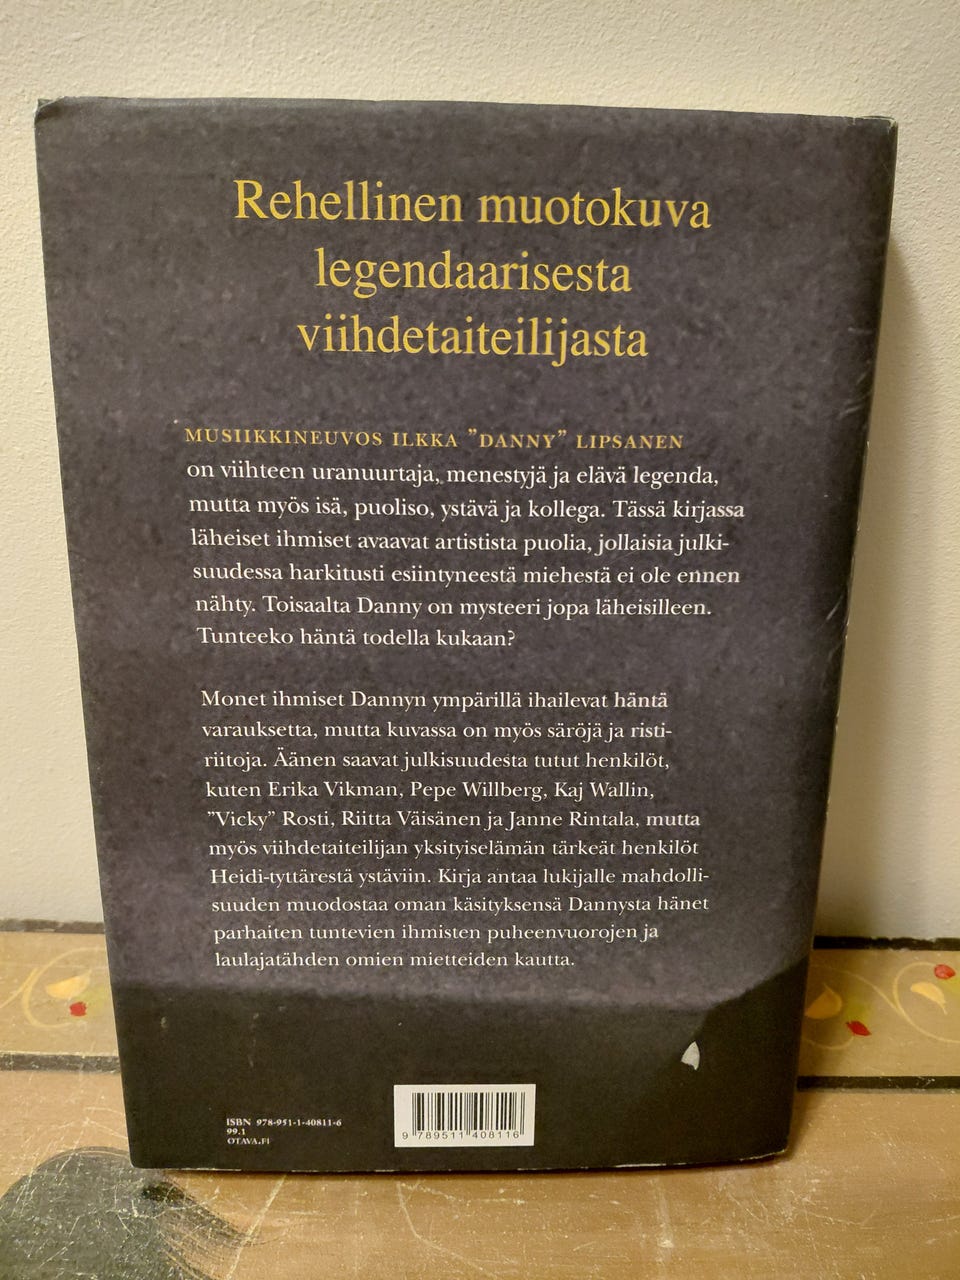 Rehellinen muotokuva
legendaarisesta
viihdetaiteilijasta
MUSIIKKINEUVOS ILKKA ”DANNY” LIPSANEN
on viihteen uranuurtaja, menestyjä ja elävä legenda,
mutta myös isä, puoliso, ystävä ja kollega. Tässä kirjassa
läheiset ihmiset avaavat artistista puolia, jollaisia julki-
suudessa harkitusti esiintyneestä miehestä ei ole ennen
nähty. Toisaalta Danny on mysteeri jopa läheisilleen.
Tunteeko häntä todella kukaan?
Monet ihmiset Dannyn ympärillä ihailevat häntä
varauksetta, mutta kuvassa on myös säröjä ja risti-
riitoja. Äänen saavat julkisuudesta tutut henkilöt,
kuten Erika Vikman, Pepe Willberg, Kaj Wallin,
”Vicky” Rosti, Riitta Väisänen ja Janne Rintala, mutta
myös viihdetaiteilijan yksityiselämän tärkeät henkilöt
Heidi-tyttärestä ystäviin. Kirja antaa lukijalle mahdolli-
suuden muodostaa oman käsityksensä Dannysta hänet
parhaiten tuntevien ihmisten puheenvuorojen ja
laulajatähden omien mietteiden kautta.
ISBN 978-951-1-40811-6
99.1
OTAVA.FI
9 789511 408116